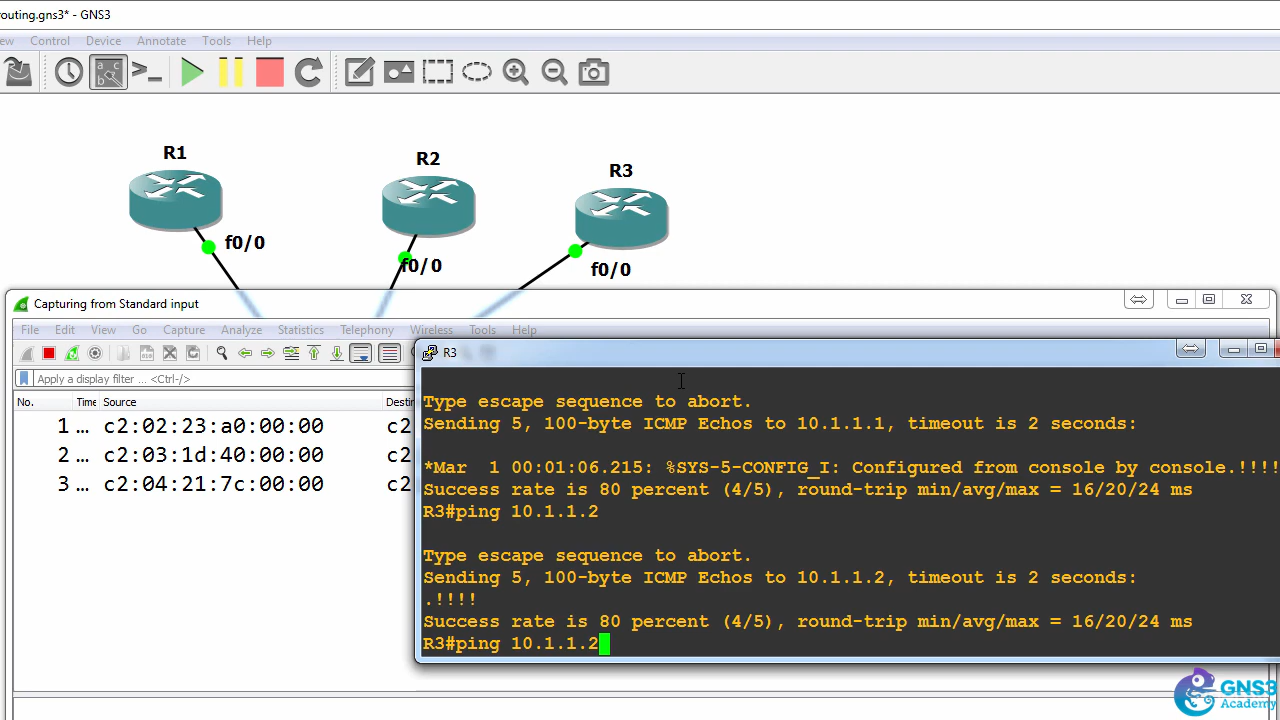 routing.gns3* - GNS3
ew Control Device Annotate Tools Help
R1
R2
R3
f0/0
f0/0
f0/0
Capturing from Standard input
File Edit View Go Capture Analyze Statistics Telephony Wireless Tools Help
R3
Apply a display filter ... <Ctrl-/>
No. Time Source Destin
1 ... c2:02:23:a0:00:00 c2
2 ... c2:03:1d:40:00:00 c2
3 ... c2:04:21:7c:00:00 c2
Type escape sequence to abort.
Sending 5, 100-byte ICMP Echos to 10.1.1.1, timeout is 2 seconds:
*Mar  1 00:01:06.215: %SYS-5-CONFIG_I: Configured from console by console.!!!!
Success rate is 80 percent (4/5), round-trip min/avg/max = 16/20/24 ms
R3#ping 10.1.1.2
Type escape sequence to abort.
Sending 5, 100-byte ICMP Echos to 10.1.1.2, timeout is 2 seconds:
.!!!!
Success rate is 80 percent (4/5), round-trip min/avg/max = 16/20/24 ms
R3#ping 10.1.1.2
GNS3
Academy